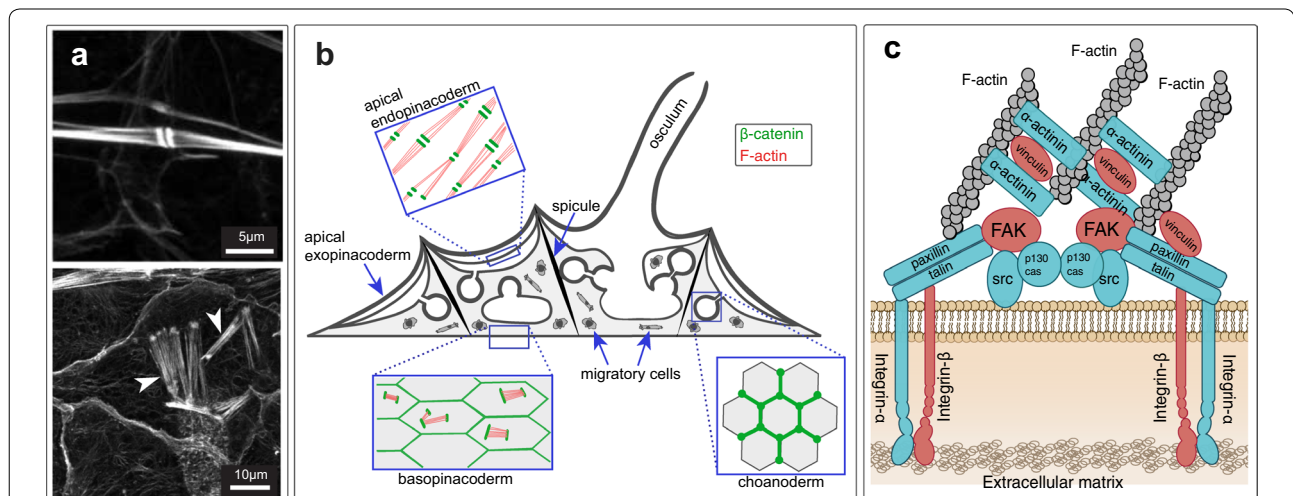 a
5µm
10µm
b
apical
endopinacoderm
osculum
β-catenin
F-actin
spicule
apical
exopinacoderm
migratory cells
basopinacoderm
choanoderm
c
F-actin
F-actin
F-actin
α-actinin
α-actinin
vinculin
vinculin
α-actinin
α-actinin
FAK
FAK
vinculin
paxillin
talin
paxillin
talin
src
p130
cas
p130
cas
src
Integrin-α
Integrin-β
Integrin-β
Integrin-α
Extracellular matrix